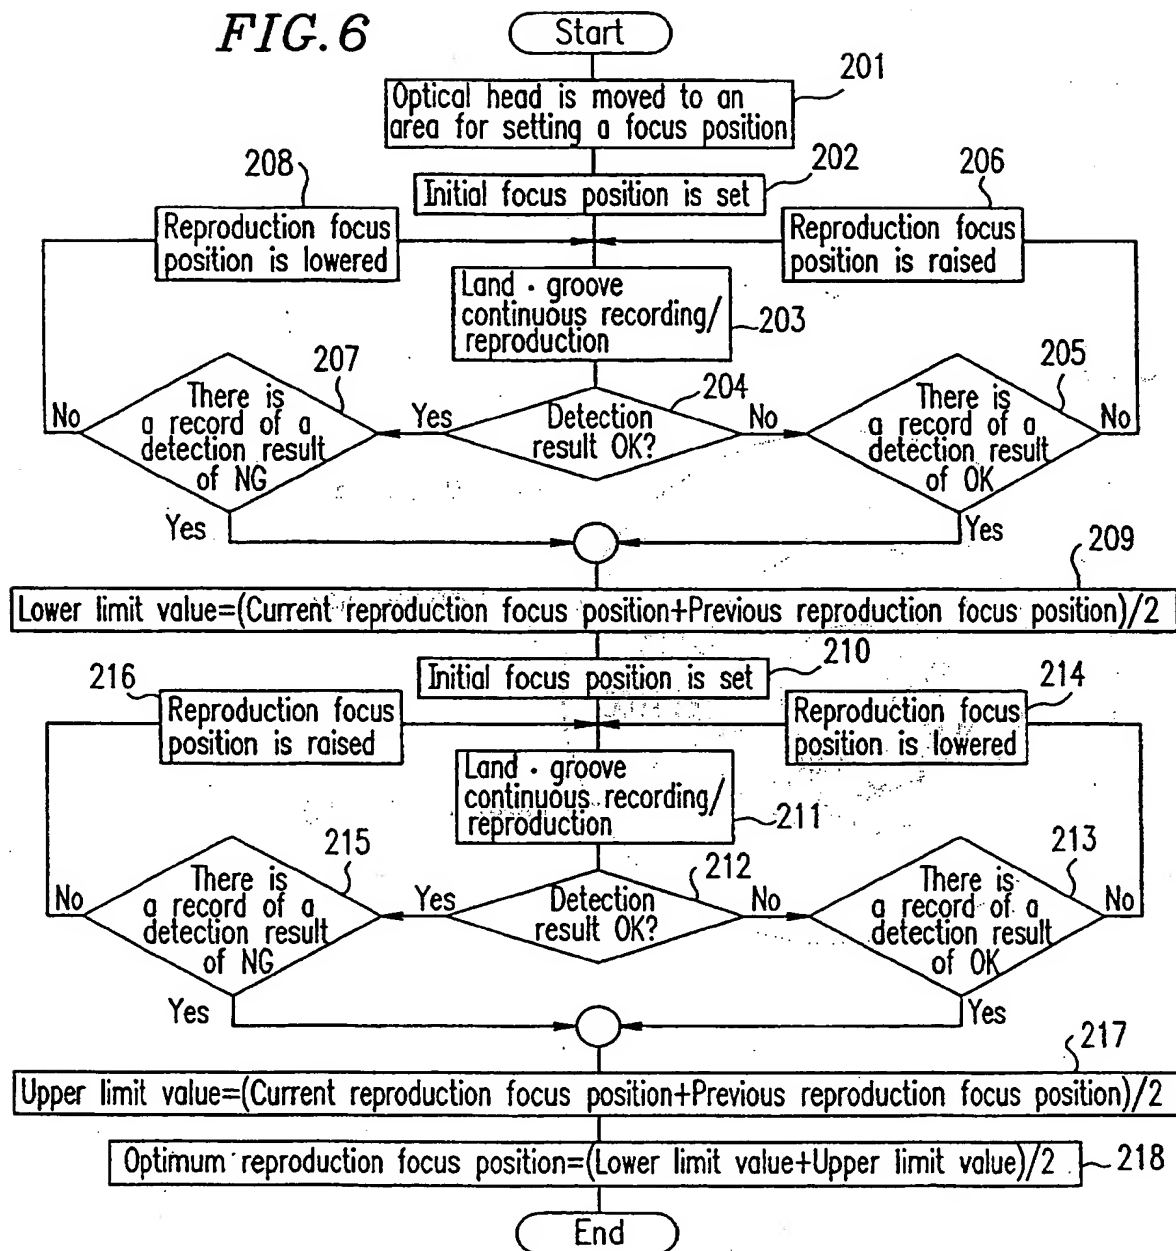 FIG.6
Start
201
Optical head is moved to an
area for setting a focus position
202
Initial focus position is set
208
Reproduction focus
position is lowered
206
Reproduction focus
position is raised
Land · groove
continuous recording/
reproduction
203
207
There is
a record of a
detection result
of NG
No
Yes
204
Detection
result OK?
Yes
No
205
There is
a record of a
detection result
of OK
No
Yes
209
Lower limit value=(Current reproduction focus position+Previous reproduction focus position)/2
210
Initial focus position is set
216
Reproduction focus
position is raised
214
Reproduction focus
position is lowered
Land · groove
continuous recording/
reproduction
211
215
There is
a record of a
detection result
of NG
No
Yes
212
Detection
result OK?
Yes
No
213
There is
a record of a
detection result
of OK
No
Yes
217
Upper limit value=(Current reproduction focus position+Previous reproduction focus position)/2
Optimum reproduction focus position=(Lower limit value+Upper limit value)/2
218
End